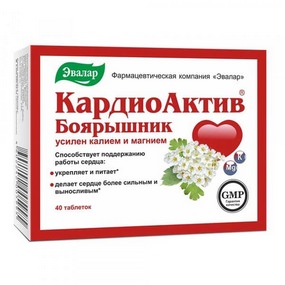 Эвалар
Фармацевтическая компания «Эвалар»
КардиоАктив®
Боярышник
усилен калием и магнием
Способствует поддержанию
работы сердца:
• укрепляет и питает*
• делает сердце более сильным и
выносливым*
40 таблеток
K
Mg
GMP